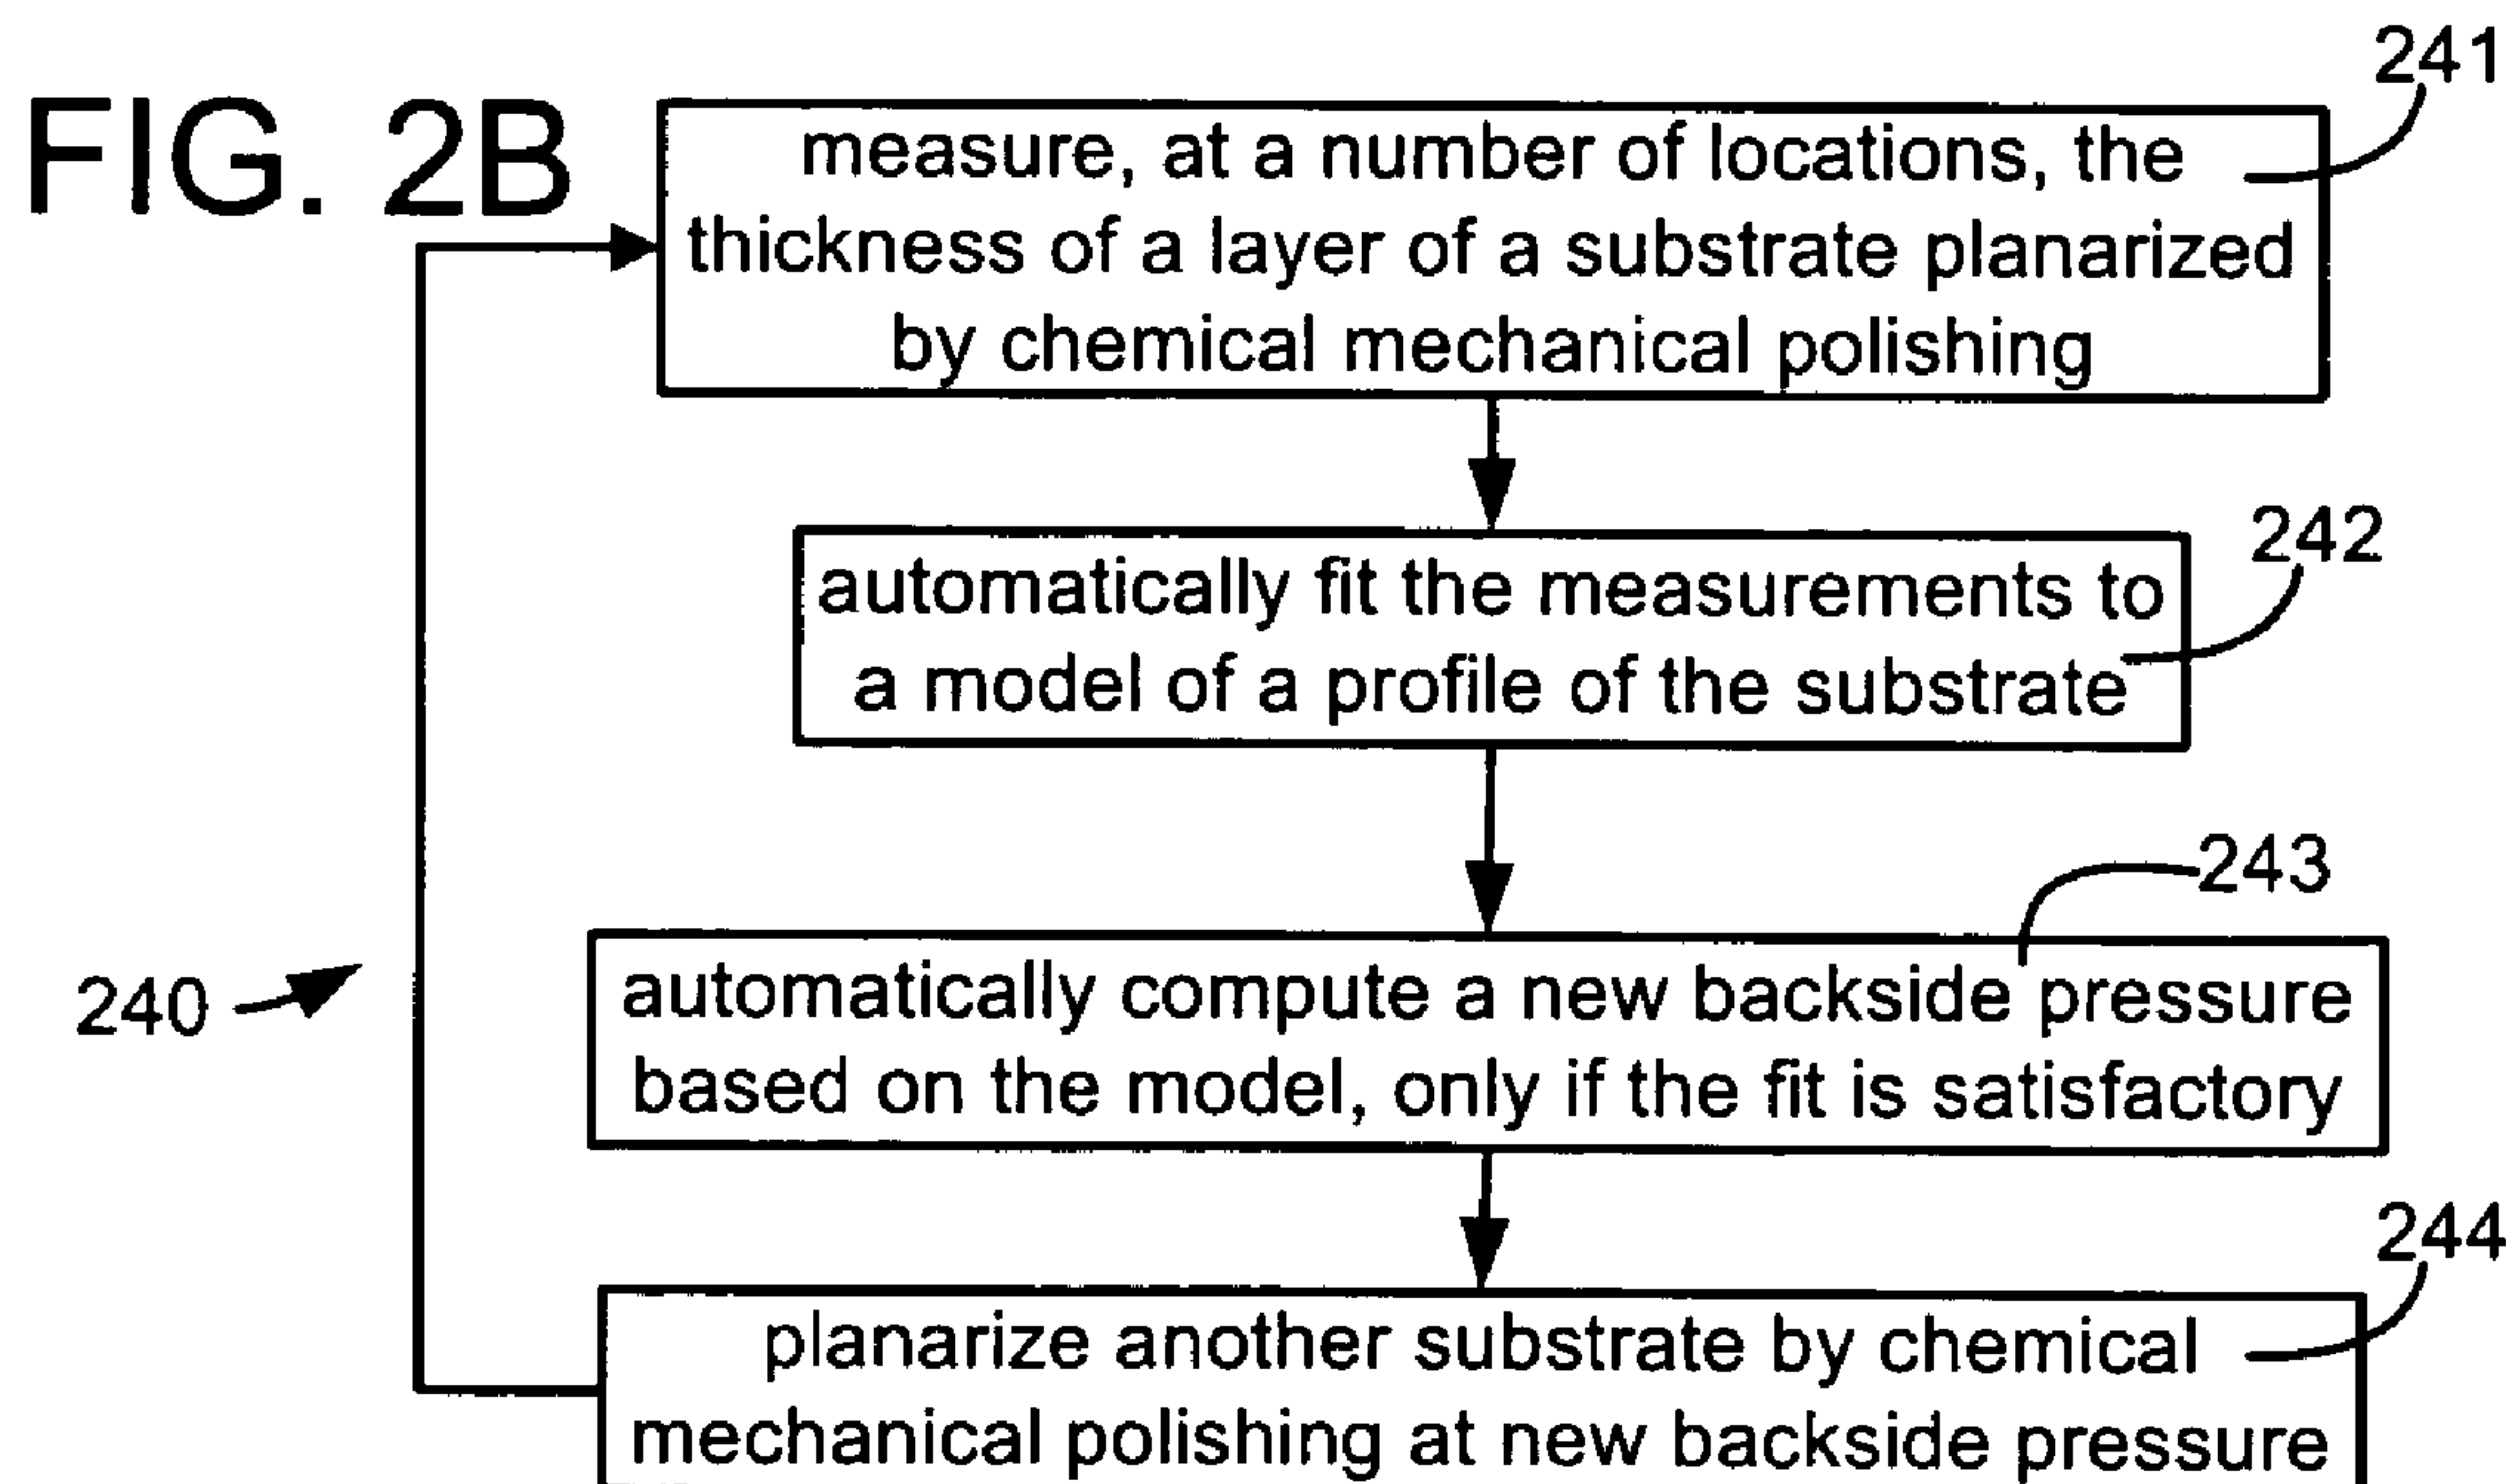 FIG. 2B
241
measure, at a number of locations, the
thickness of a layer of a substrate planarized
by chemical mechanical polishing
242
automatically fit the measurements to
a model of a profile of the substrate
243
automatically compute a new backside pressure
based on the model, only if the fit is satisfactory
240
244
planarize another substrate by chemical
mechanical polishing at new backside pressure